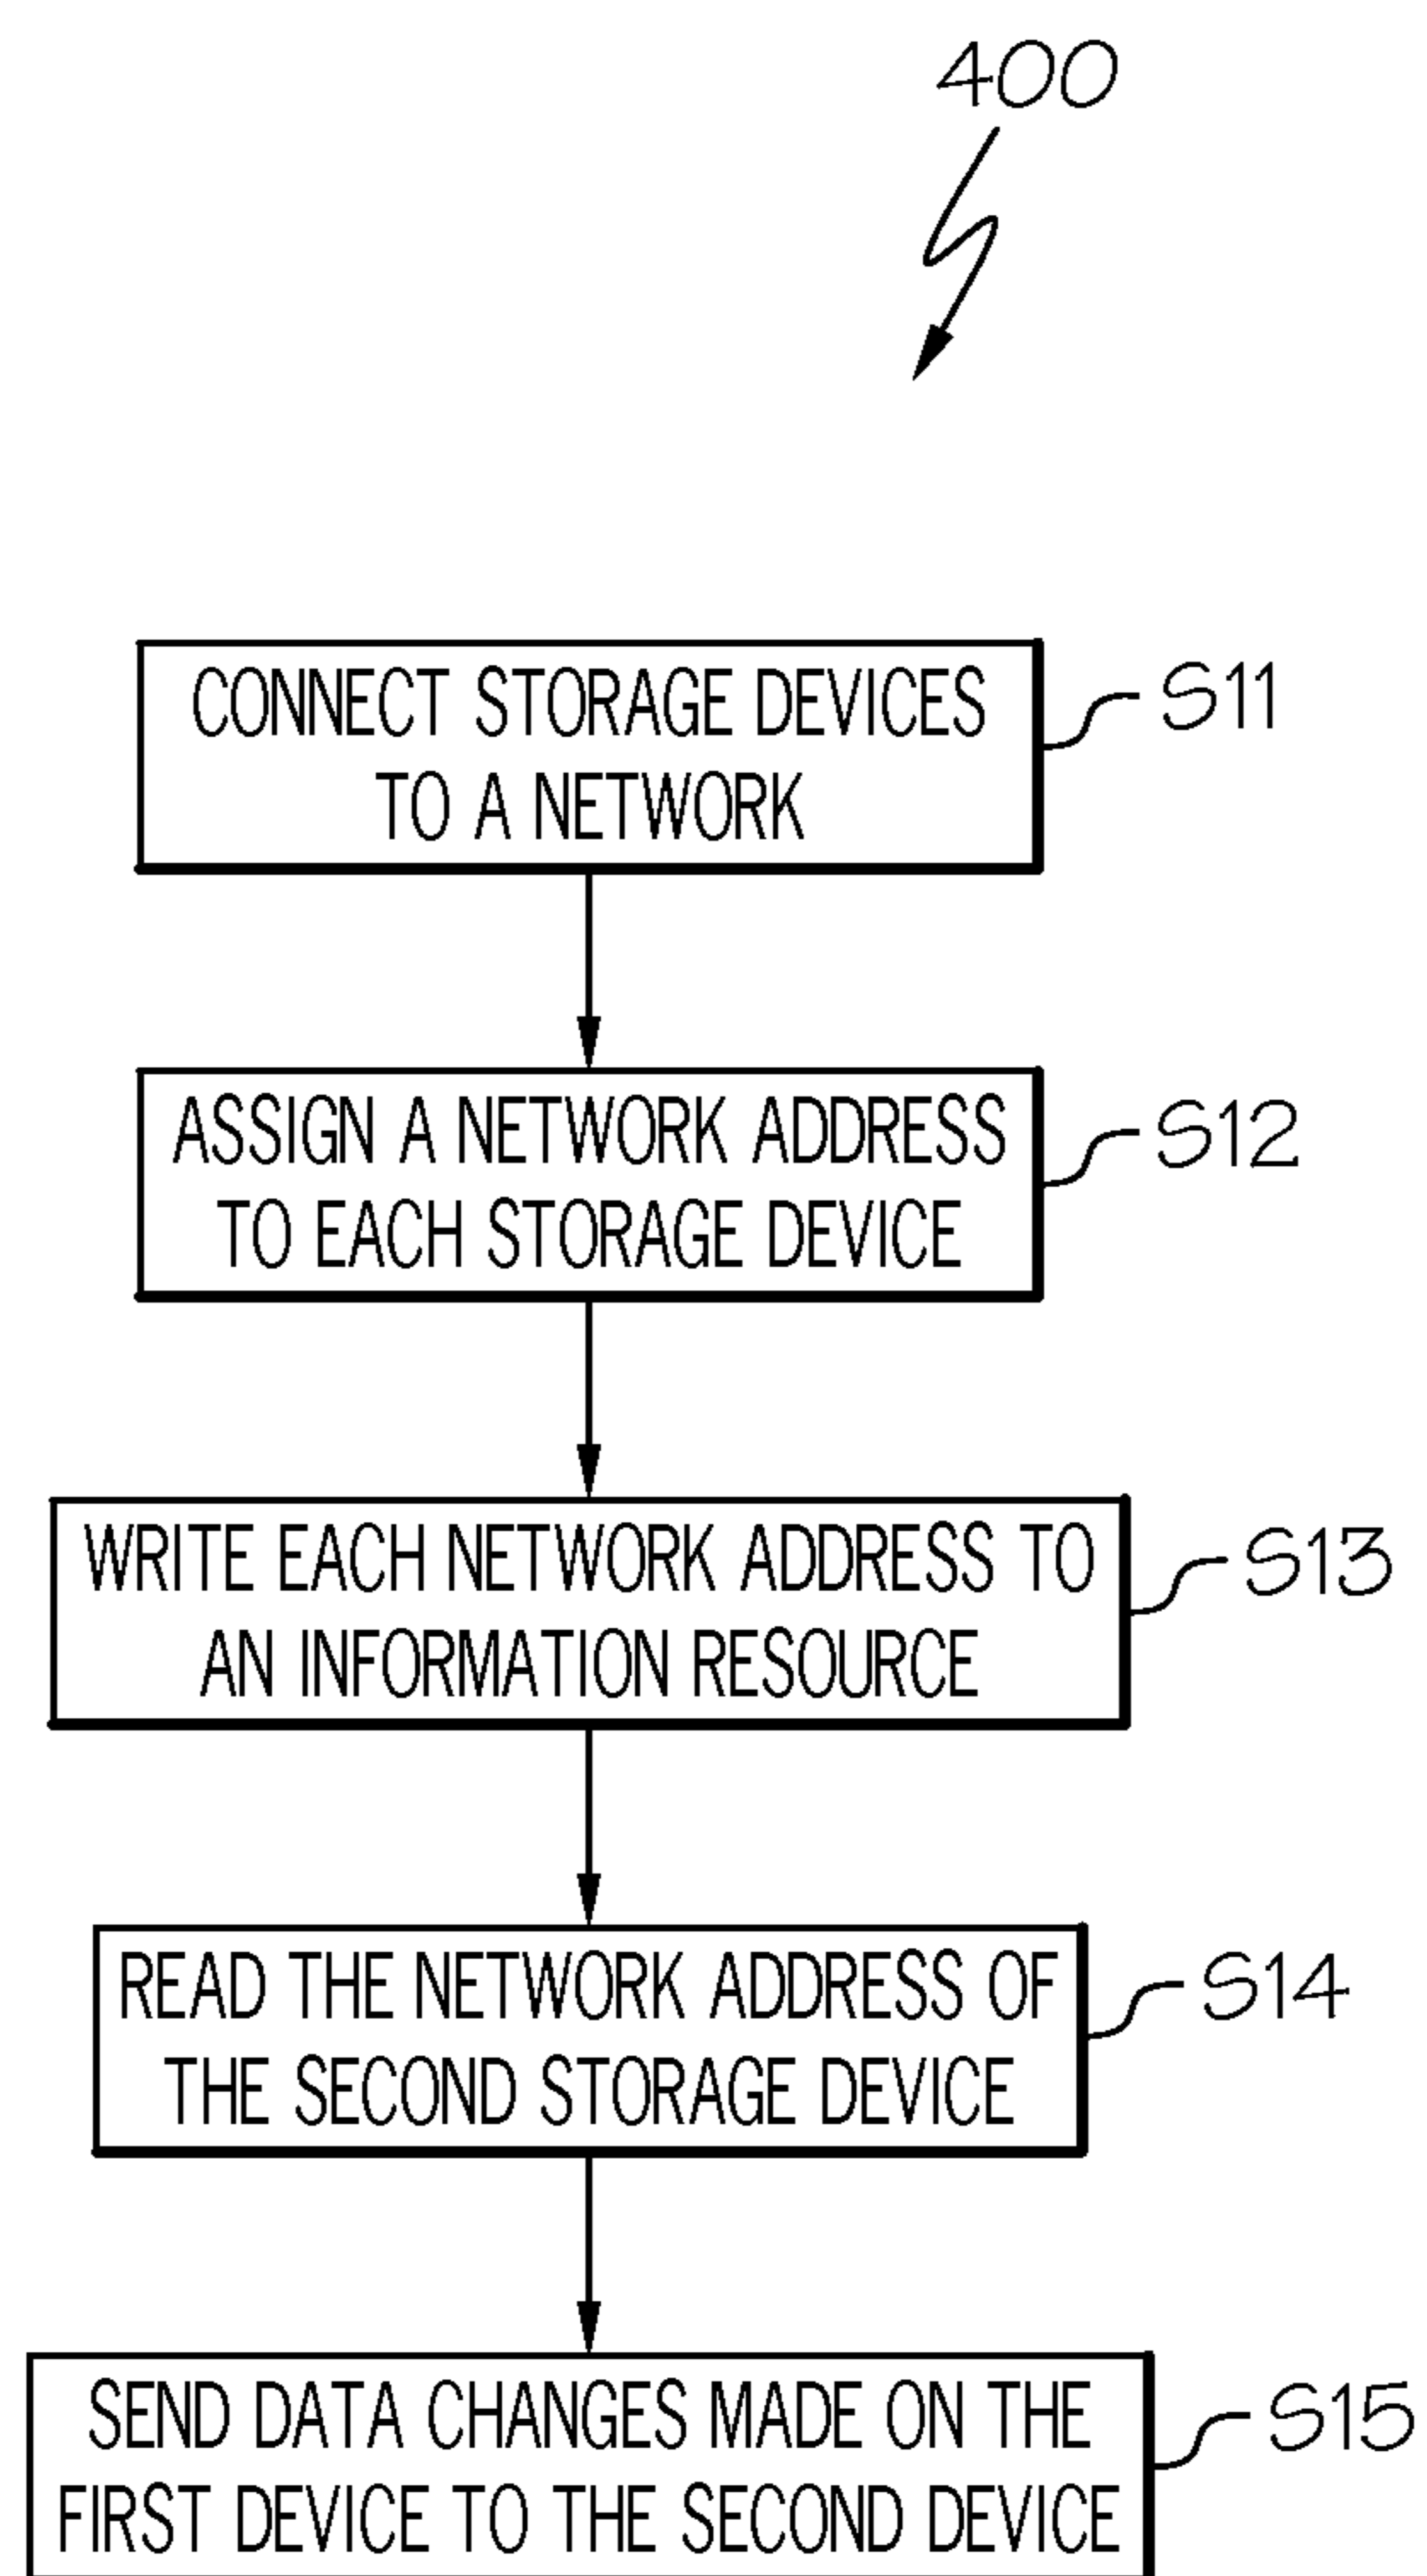 400
CONNECT STORAGE DEVICES
TO A NETWORK
S11
ASSIGN A NETWORK ADDRESS
TO EACH STORAGE DEVICE
S12
WRITE EACH NETWORK ADDRESS TO
AN INFORMATION RESOURCE
S13
READ THE NETWORK ADDRESS OF
THE SECOND STORAGE DEVICE
S14
SEND DATA CHANGES MADE ON THE
FIRST DEVICE TO THE SECOND DEVICE
S15